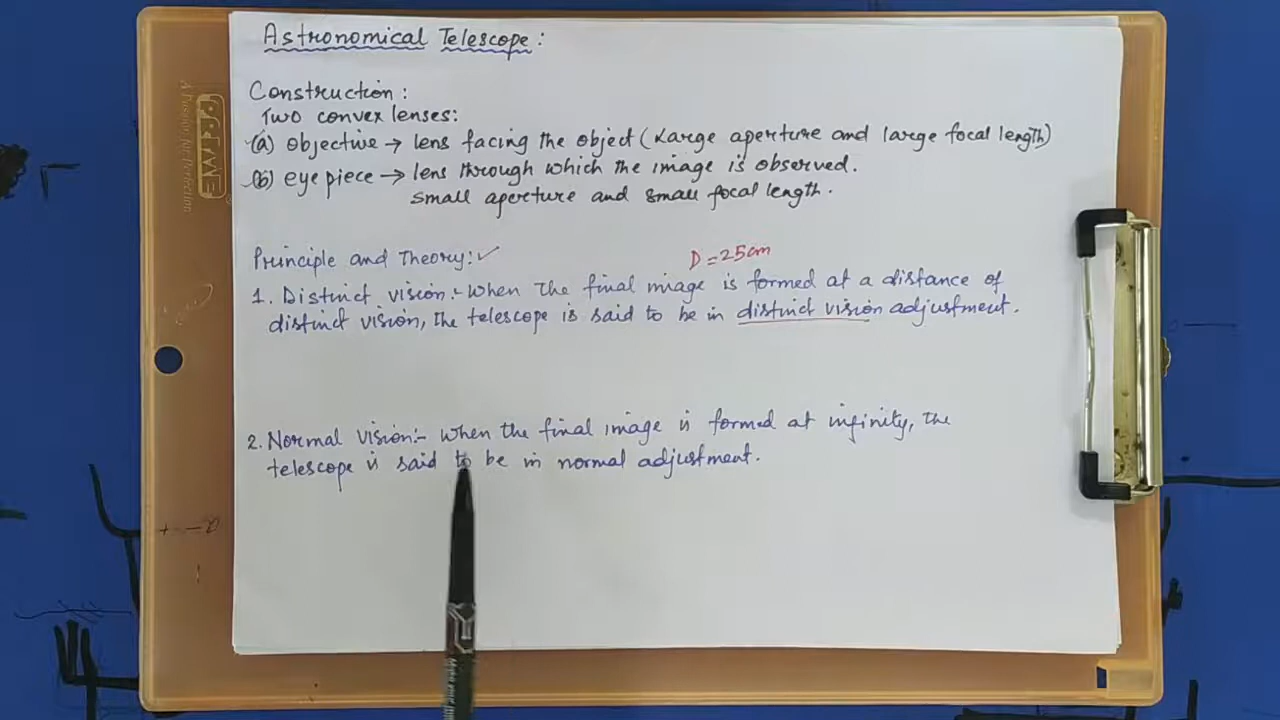 Astronomical Telescope:
Construction:
Two convex lenses:
(a) Objective → lens facing the object (Large aperture and large focal length)
(b) eye piece → lens through which the image is observed.
small aperture and small focal length.
Principle and Theory:- ✓
D = 25cm
1. Distinct vision:- When the final image is formed at a distance of
distinct vision, the telescope is said to be in distinct vision adjustment.
2. Normal vision:- When the final image is formed at infinity, the
telescope is said to be in normal adjustment.